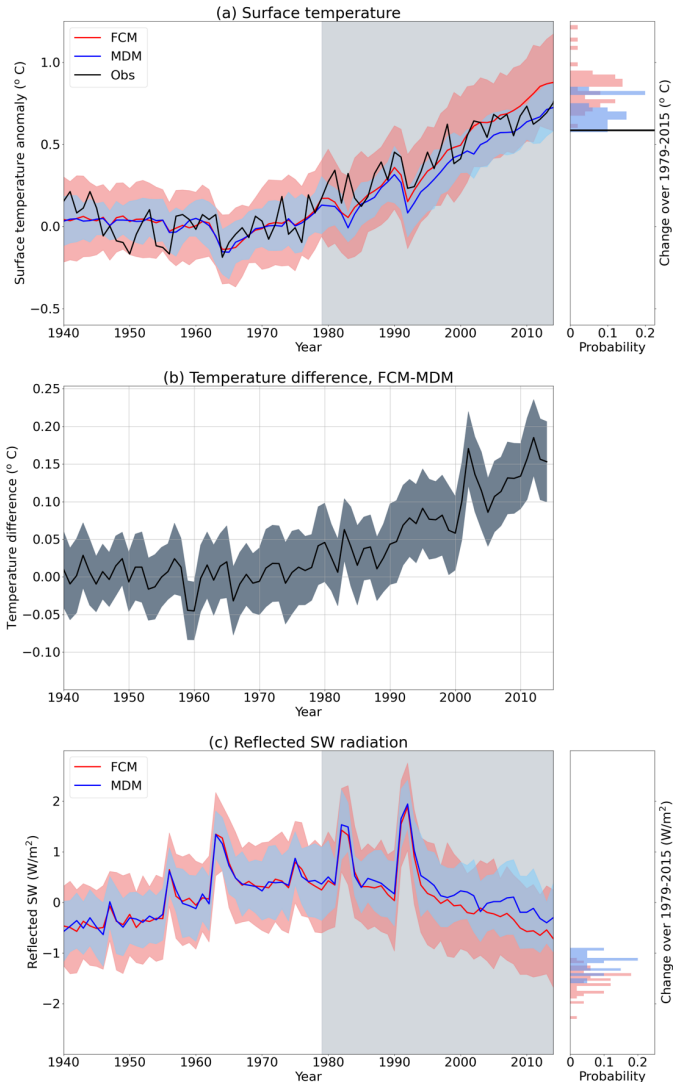 (a) Surface temperature
FCM
MDM
Obs
Surface temperature anomaly (° C)
1.0
0.5
0.0
−0.5
1940 1950 1960 1970 1980 1990 2000 2010
Year
0 0.1 0.2
Probability
Change over 1979-2015 (° C)
(b) Temperature difference, FCM-MDM
Temperature difference (° C)
0.25
0.20
0.15
0.10
0.05
0.00
−0.05
−0.10
1940 1950 1960 1970 1980 1990 2000 2010
Year
(c) Reflected SW radiation
FCM
MDM
Reflected SW (W/m²)
2
1
0
−1
−2
1940 1950 1960 1970 1980 1990 2000 2010
Year
0 0.1 0.2
Probability
Change over 1979-2015 (W/m²)